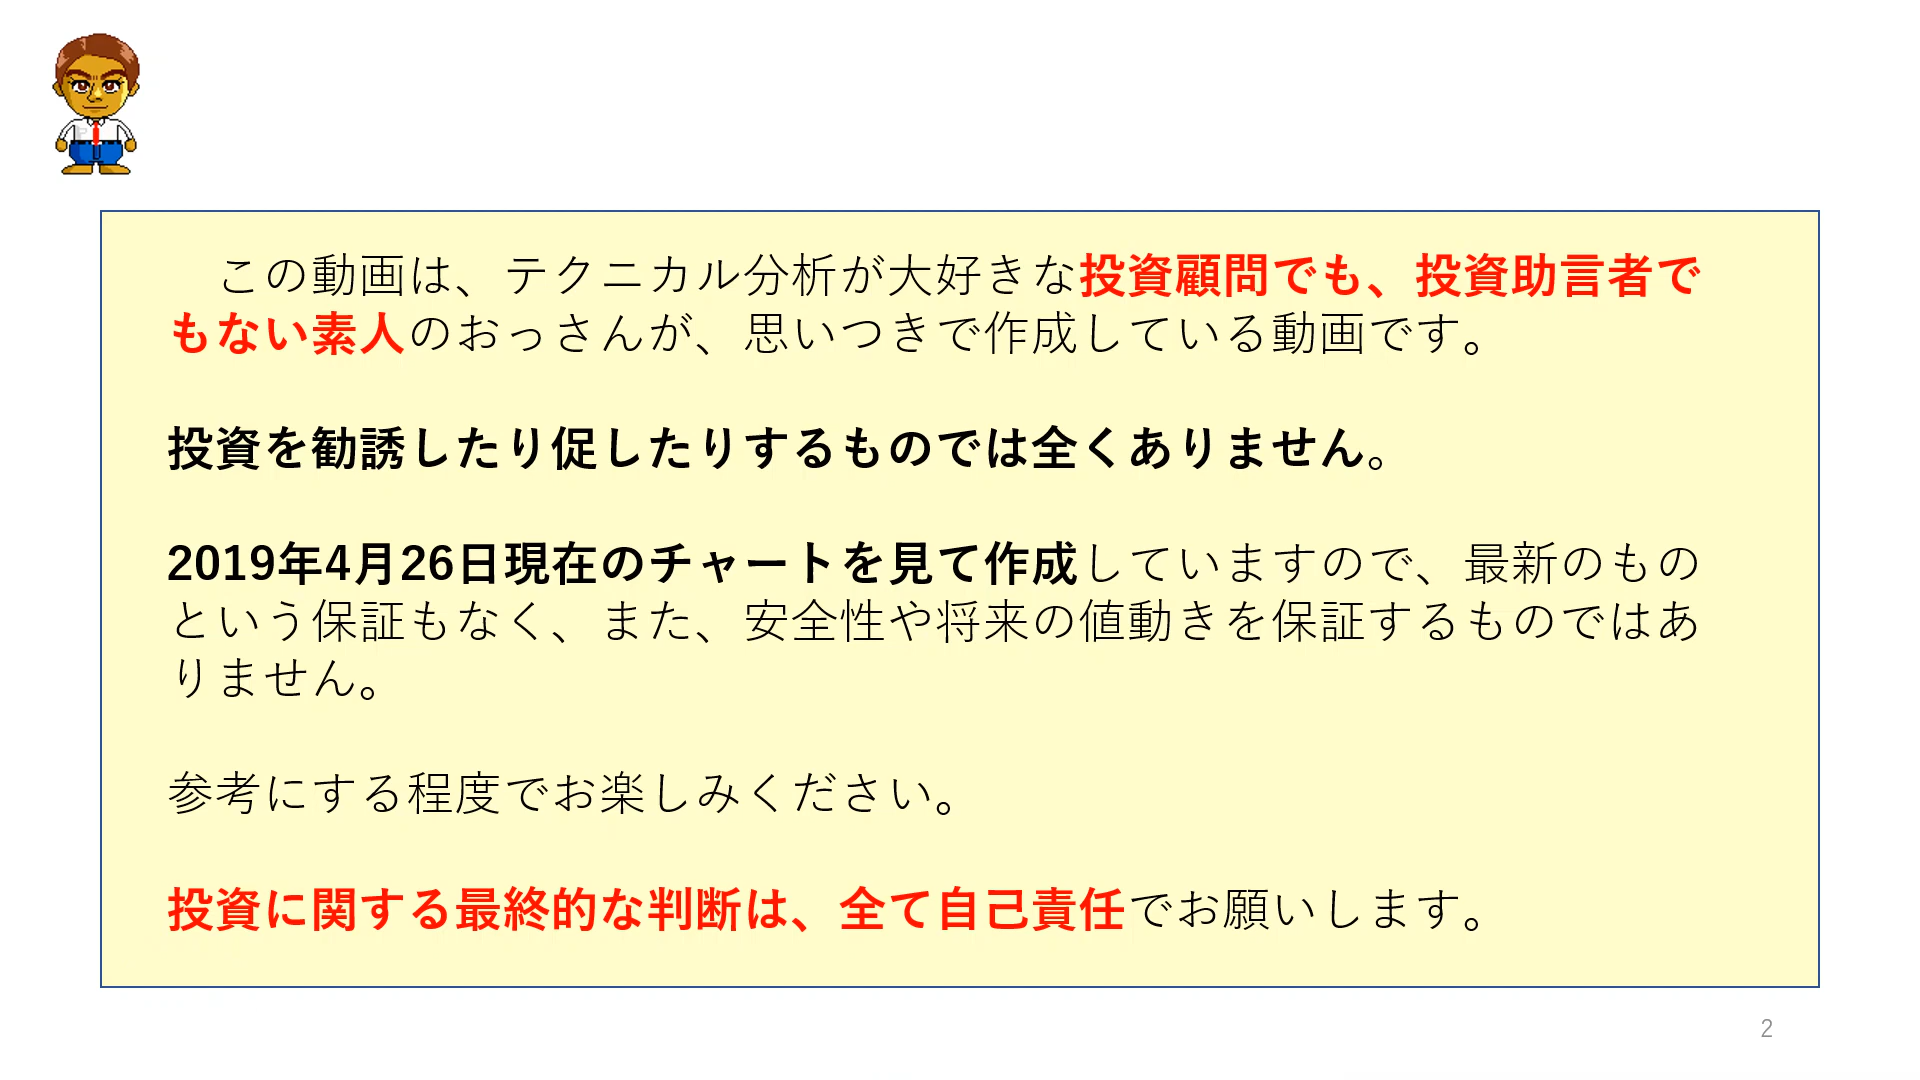 この動画は、テクニカル分析が大好きな投資顧問でも、投資助言者で
もない素人のおっさんが、思いつきで作成している動画です。
投資を勧誘したり促したりするものでは全くありません。
2019年4月26日現在のチャートを見て作成していますので、最新のもの
という保証もなく、また、安全性や将来の値動きを保証するものではあ
りません。
参考にする程度でお楽しみください。
投資に関する最終的な判断は、全て自己責任でお願いします。
2